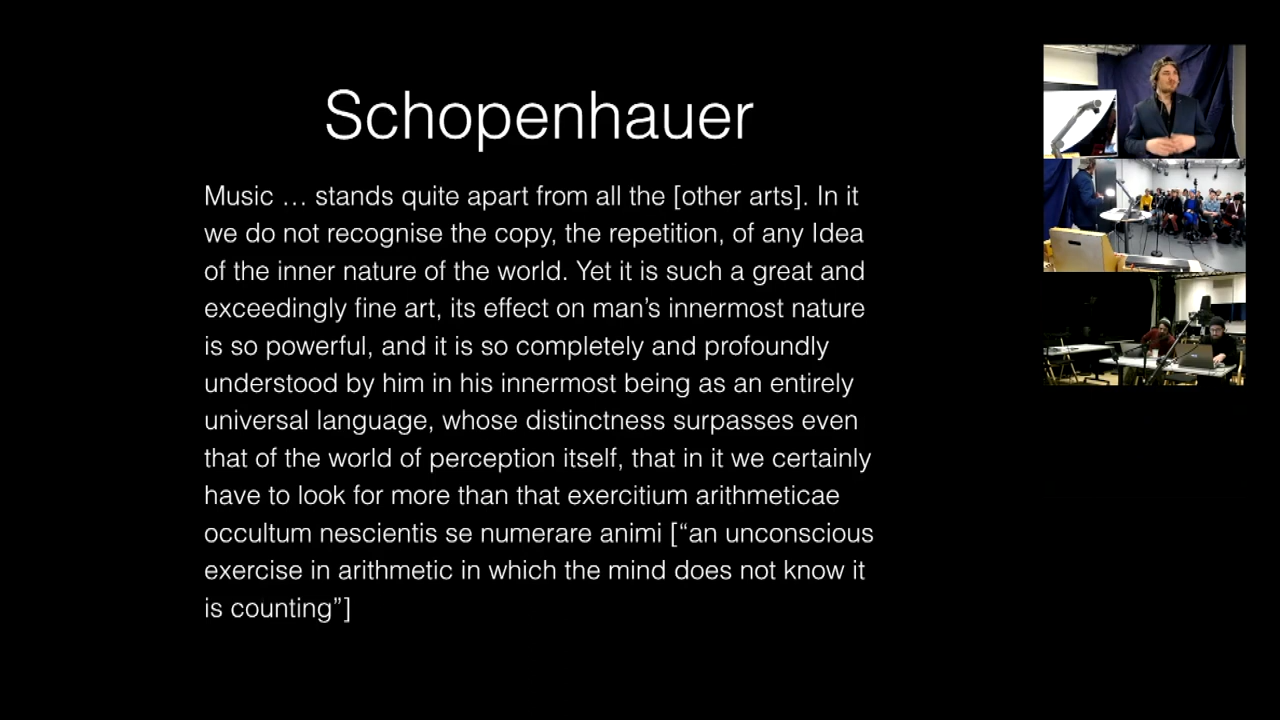 Schopenhauer
Music … stands quite apart from all the [other arts]. In it
we do not recognise the copy, the repetition, of any Idea
of the inner nature of the world. Yet it is such a great and
exceedingly fine art, its effect on man’s innermost nature
is so powerful, and it is so completely and profoundly
understood by him in his innermost being as an entirely
universal language, whose distinctness surpasses even
that of the world of perception itself, that in it we certainly
have to look for more than that exercitium arithmeticae
occultum nescientis se numerare animi [“an unconscious
exercise in arithmetic in which the mind does not know it
is counting”]